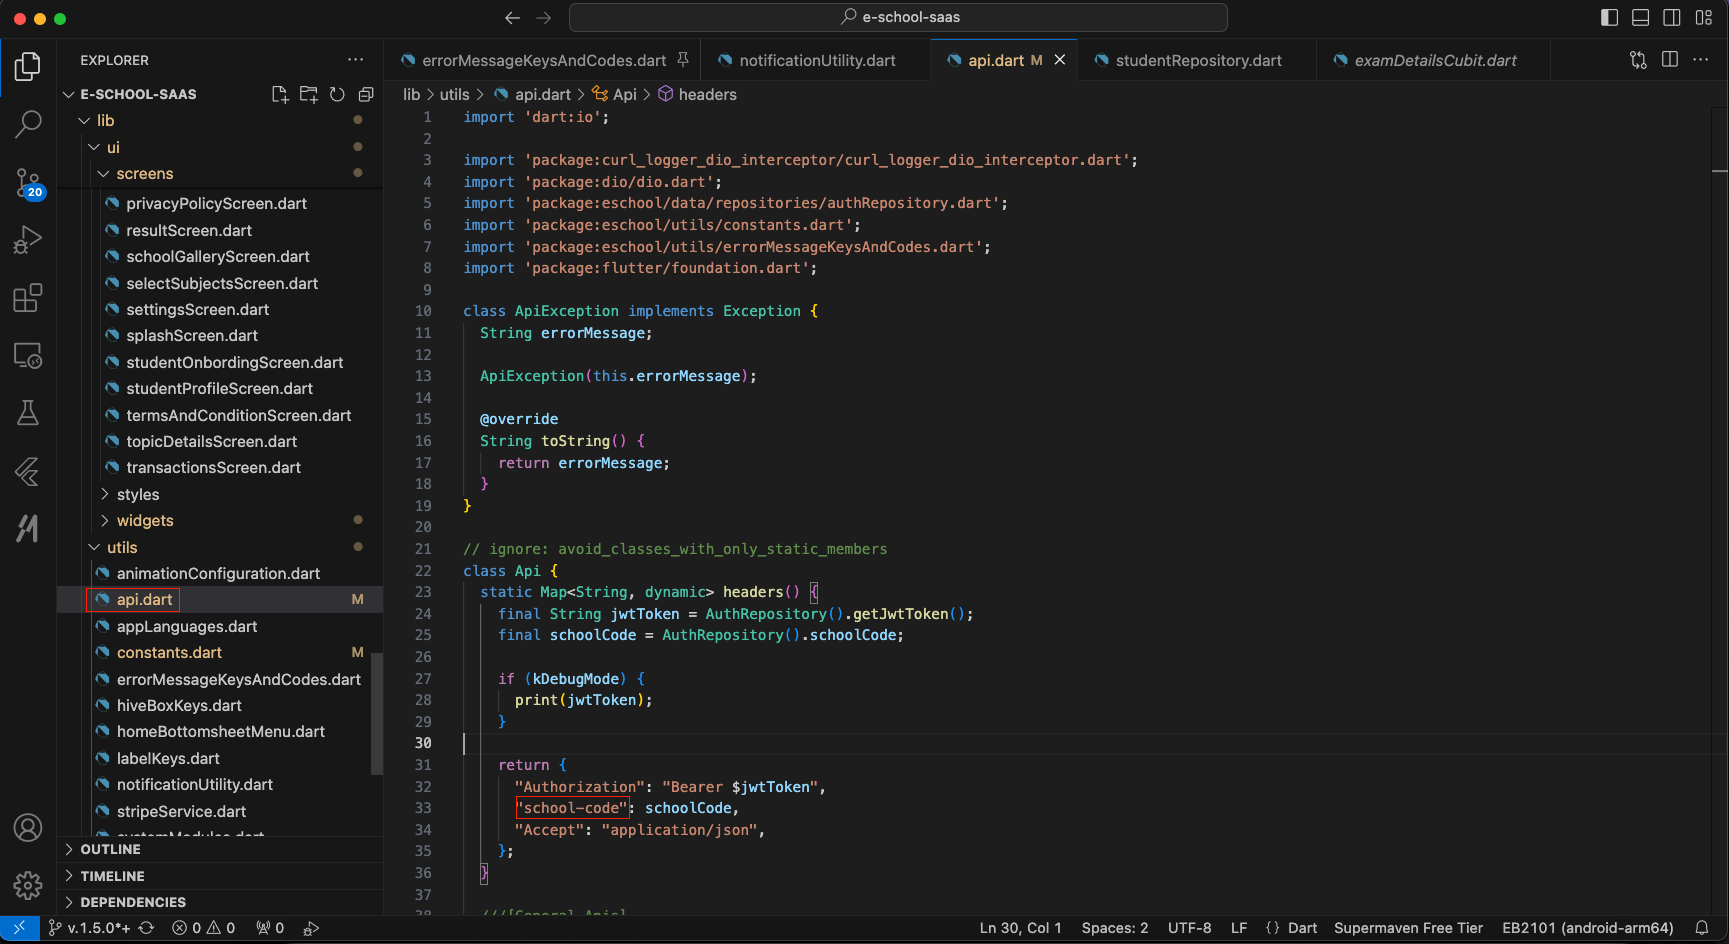 e-school-saas
EXPLORER
E-SCHOOL-SAAS
lib
ui
screens
privacyPolicyScreen.dart
resultScreen.dart
schoolGalleryScreen.dart
selectSubjectsScreen.dart
settingsScreen.dart
splashScreen.dart
studentOnbordingScreen.dart
studentProfileScreen.dart
termsAndConditionScreen.dart
topicDetailsScreen.dart
transactionsScreen.dart
styles
widgets
utils
animationConfiguration.dart
api.dart M
appLanguages.dart
constants.dart M
errorMessageKeysAndCodes.dart
hiveBoxKeys.dart
homeBottomsheetMenu.dart
labelKeys.dart
notificationUtility.dart
stripeService.dart
systemModules.dart
OUTLINE
TIMELINE
DEPENDENCIES
20
errorMessageKeysAndCodes.dart notificationUtility.dart api.dart M studentRepository.dart examDetailsCubit.dart
lib > utils > api.dart > Api > headers
1 import 'dart:io';
2
3 import 'package:curl_logger_dio_interceptor/curl_logger_dio_interceptor.dart';
4 import 'package:dio/dio.dart';
5 import 'package:eschool/data/repositories/authRepository.dart';
6 import 'package:eschool/utils/constants.dart';
7 import 'package:eschool/utils/errorMessageKeysAndCodes.dart';
8 import 'package:flutter/foundation.dart';
9
10 class ApiException implements Exception {
11 String errorMessage;
12
13 ApiException(this.errorMessage);
14
15 @override
16 String toString() {
17 return errorMessage;
18 }
19 }
20
21 // ignore: avoid_classes_with_only_static_members
22 class Api {
23 static Map<String, dynamic> headers() {
24 final String jwtToken = AuthRepository().getJwtToken();
25 final schoolCode = AuthRepository().schoolCode;
26
27 if (kDebugMode) {
28 print(jwtToken);
29 }
30
31 return {
32 "Authorization": "Bearer $jwtToken",
33 "school-code": schoolCode,
34 "Accept": "application/json",
35 };
36 }
37
38 ///[General Apis]
v.1.5.0*+ 0 0 0 Ln 30, Col 1 Spaces: 2 UTF-8 LF {} Dart Supermaven Free Tier EB2101 (android-arm64)